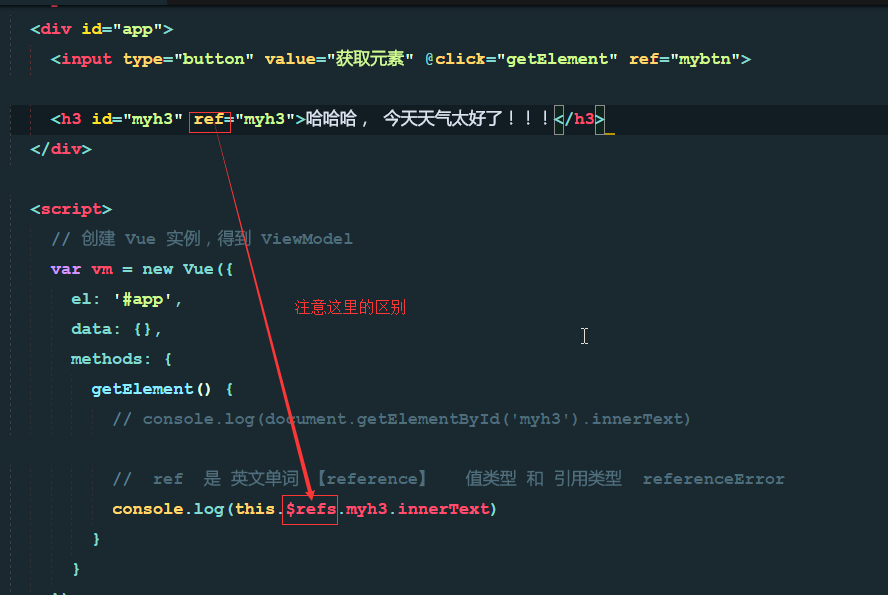 <div id="app">
<input type="button" value="获取元素" @click="getElement" ref="mybtn">
<h3 id="myh3" ref="myh3">哈哈哈， 今天天气太好了！！！</h3>
</div>
<script>
// 创建 Vue 实例，得到 ViewModel
var vm = new Vue({
el: '#app',
data: {},
注意这里的区别
methods: {
getElement() {
// console.log(document.getElementById('myh3').innerText)
// ref 是 英文单词 【reference】 值类型 和 引用类型 referenceError
console.log(this.$refs.myh3.innerText)
}
}